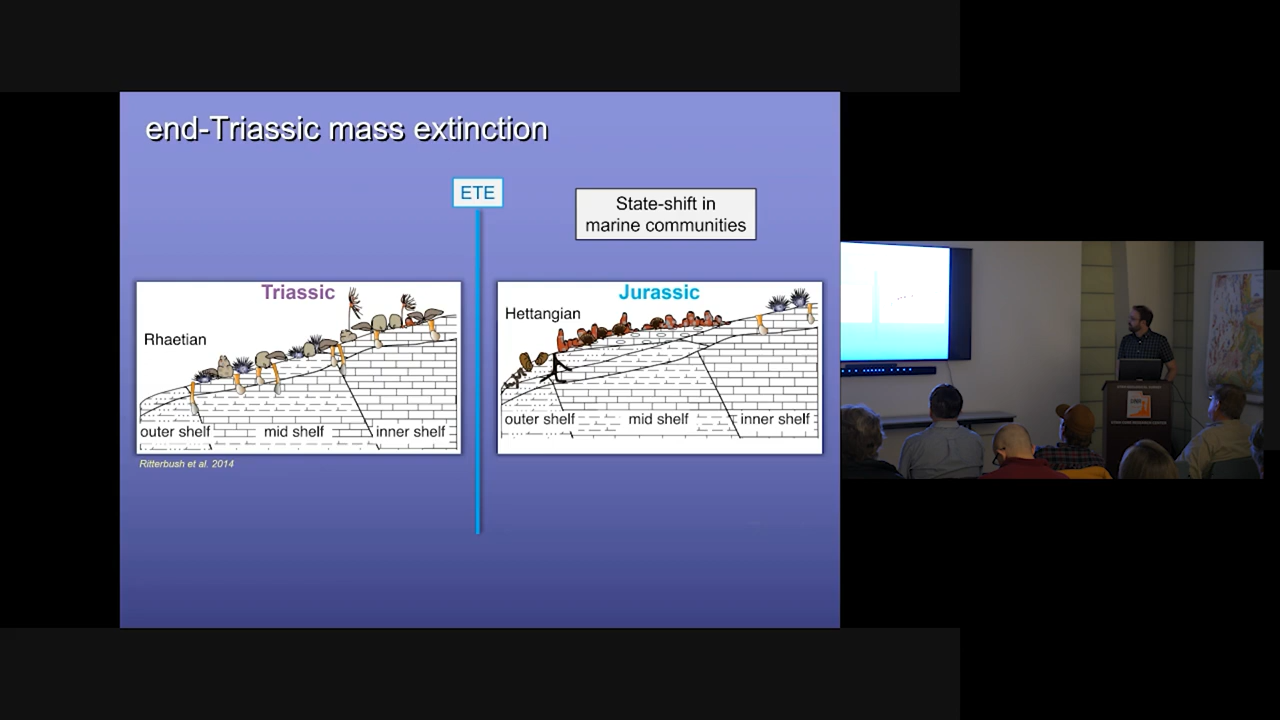 end-Triassic mass extinction
ETE
State-shift in
marine communities
Triassic
Rhaetian
outer shelf
mid shelf
inner shelf
Ritterbush et al. 2014
Jurassic
Hettangian
outer shelf
mid shelf
inner shelf